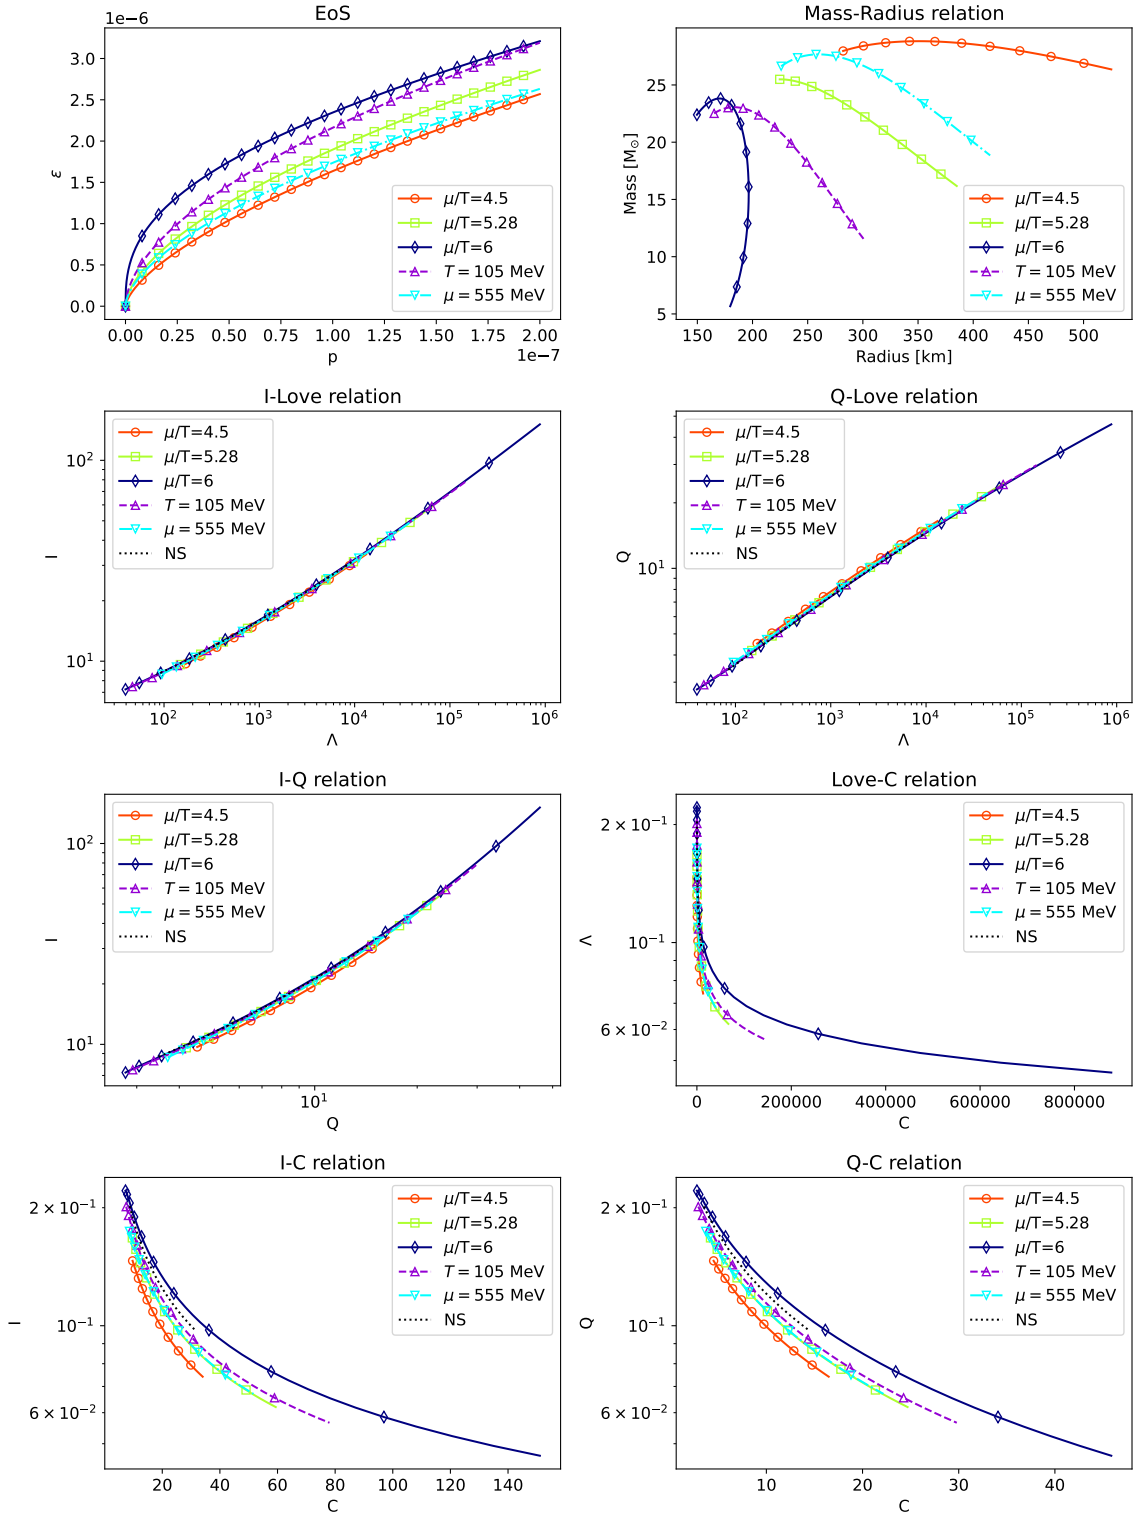 EoS
1e−6
3.0
2.5
2.0
1.5
1.0
0.5
0.0
ε
0.00 0.25 0.50 0.75 1.00 1.25 1.50 1.75 2.00
p
1e−7
μ/T=4.5
μ/T=5.28
μ/T=6
T = 105 MeV
μ = 555 MeV
Mass-Radius relation
25
20
15
10
5
Mass [M⊙]
150 200 250 300 350 400 450 500
Radius [km]
μ/T=4.5
μ/T=5.28
μ/T=6
T = 105 MeV
μ = 555 MeV
I-Love relation
10²
10¹
I
10² 10³ 10⁴ 10⁵ 10⁶
Λ
μ/T=4.5
μ/T=5.28
μ/T=6
T = 105 MeV
μ = 555 MeV
NS
Q-Love relation
10¹
Q
10² 10³ 10⁴ 10⁵ 10⁶
Λ
μ/T=4.5
μ/T=5.28
μ/T=6
T = 105 MeV
μ = 555 MeV
NS
I-Q relation
10²
10¹
I
10¹
Q
μ/T=4.5
μ/T=5.28
μ/T=6
T = 105 MeV
μ = 555 MeV
NS
Love-C relation
2 × 10⁻¹
10⁻¹
6 × 10⁻²
Λ
0 200000 400000 600000 800000
C
μ/T=4.5
μ/T=5.28
μ/T=6
T = 105 MeV
μ = 555 MeV
NS
I-C relation
2 × 10⁻¹
10⁻¹
6 × 10⁻²
I
20 40 60 80 100 120 140
C
μ/T=4.5
μ/T=5.28
μ/T=6
T = 105 MeV
μ = 555 MeV
NS
Q-C relation
2 × 10⁻¹
10⁻¹
6 × 10⁻²
Q
10 20 30 40
C
μ/T=4.5
μ/T=5.28
μ/T=6
T = 105 MeV
μ = 555 MeV
NS